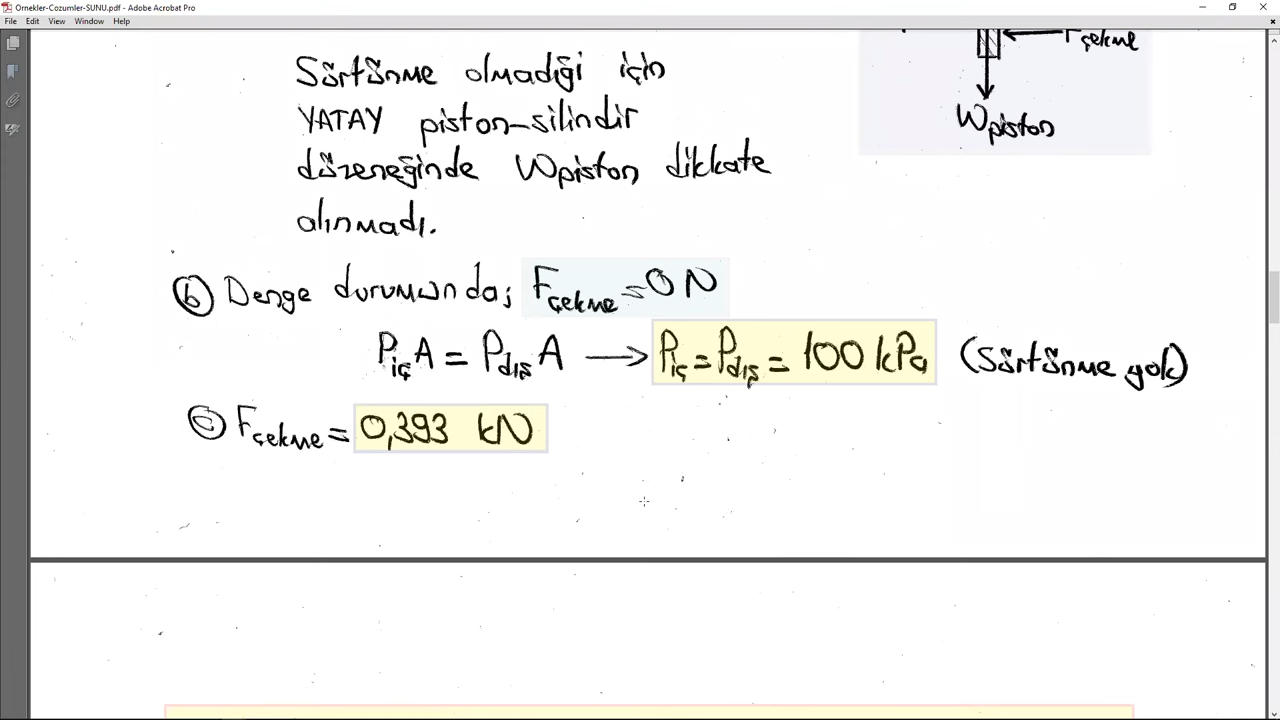 Ornekler-Cozumler-SUNU.pdf - Adobe Acrobat Pro
File Edit View Window Help
Fçekme
Wpiston
Sürtünme olmadığı için
YATAY piston-silindir
düzeneğinde Wpiston dikkate
alınmadı.
b Denge durumunda; Fçekme = 0 N
Piç A = Pdış A → Piç = Pdış = 100 kPa (Sürtünme yok)
c Fçekme = 0,393 kN